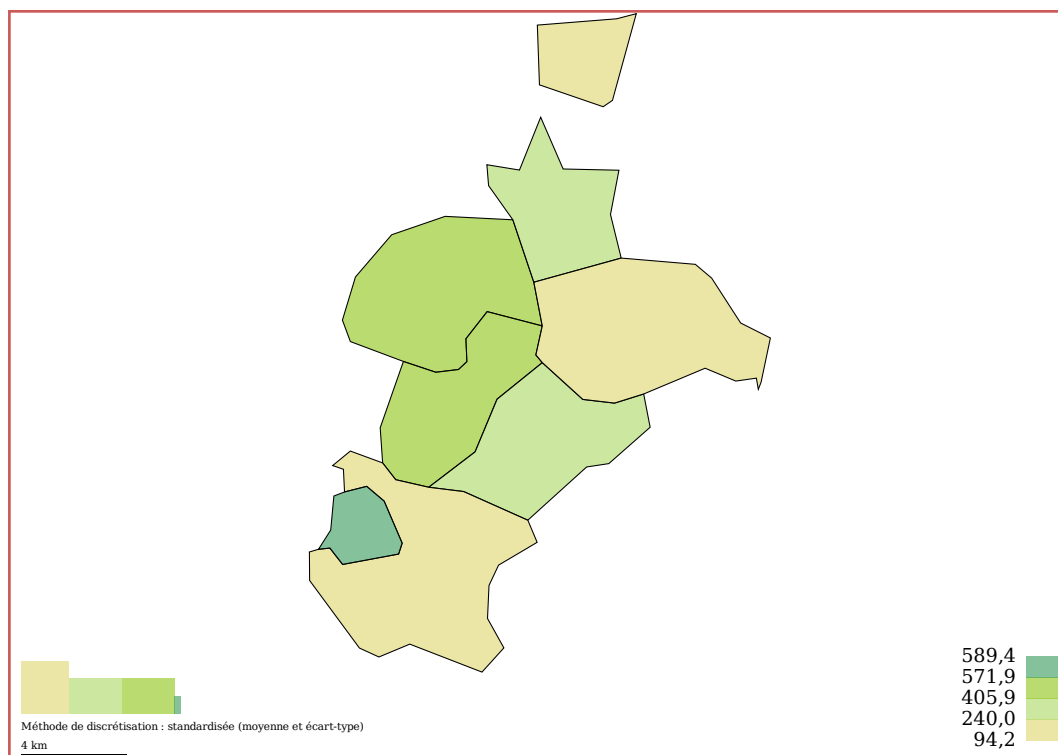 589,4
571,9
405,9
240,0
94,2
Méthode de discrétisation : standardisée (moyenne et écart-type)
4 km